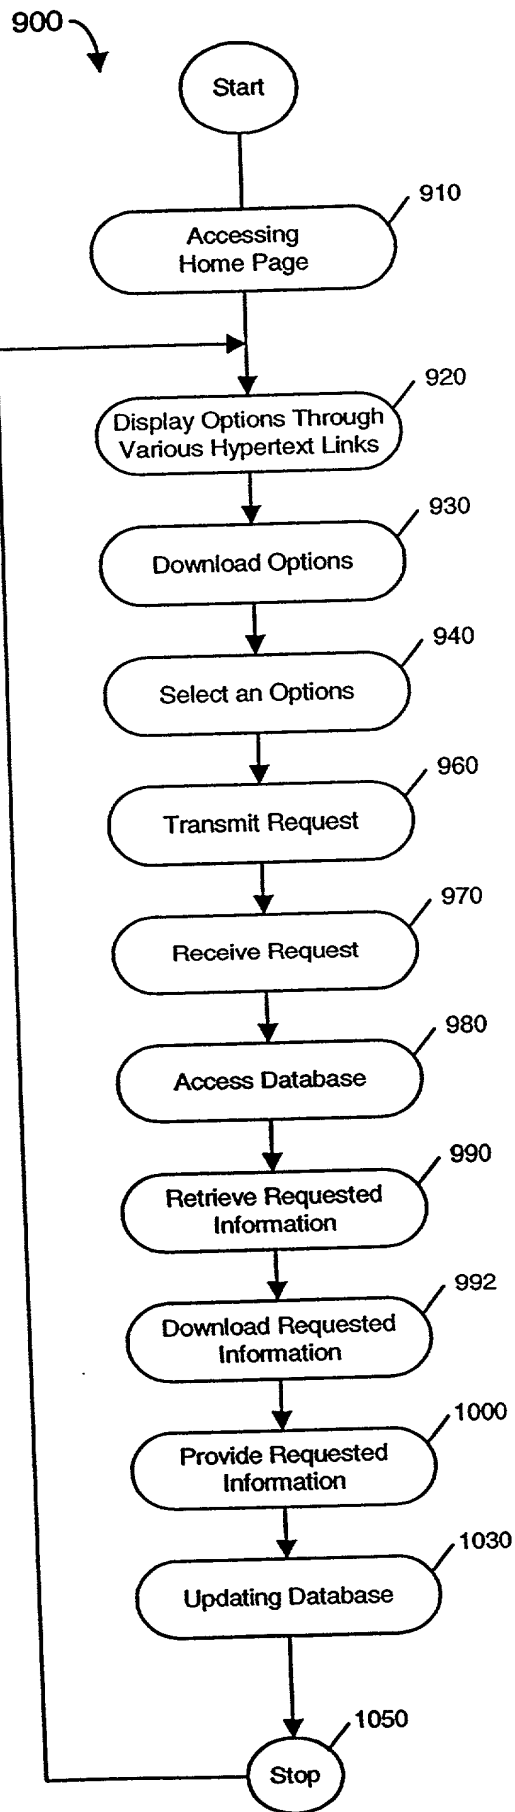 900
Start
910
Accessing
Home Page
920
Display Options Through
Various Hypertext Links
930
Download Options
940
Select an Options
960
Transmit Request
970
Receive Request
980
Access Database
990
Retrieve Requested
Information
992
Download Requested
Information
1000
Provide Requested
Information
1030
Updating Database
1050
Stop